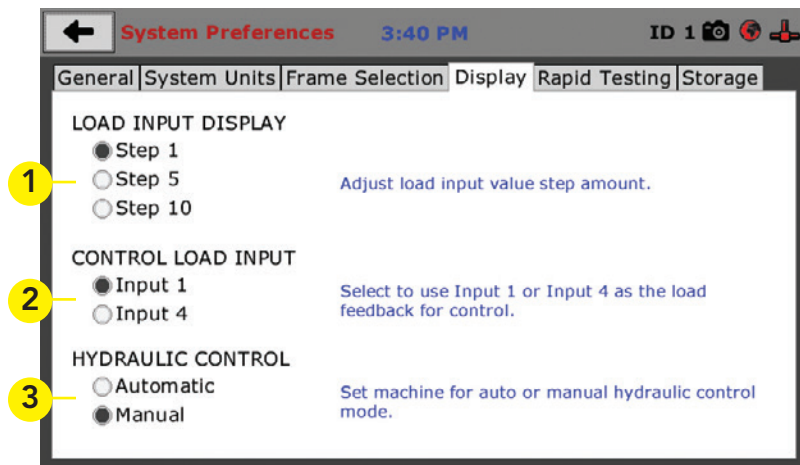 System Preferences 3:40 PM ID 1
General System Units Frame Selection Display Rapid Testing Storage
LOAD INPUT DISPLAY
Step 1
1 Step 5 Adjust load input value step amount.
Step 10
CONTROL LOAD INPUT
Input 1
2 Select to use Input 1 or Input 4 as the load
Input 4 feedback for control.
HYDRAULIC CONTROL
Automatic
3 Set machine for auto or manual hydraulic control
Manual mode.